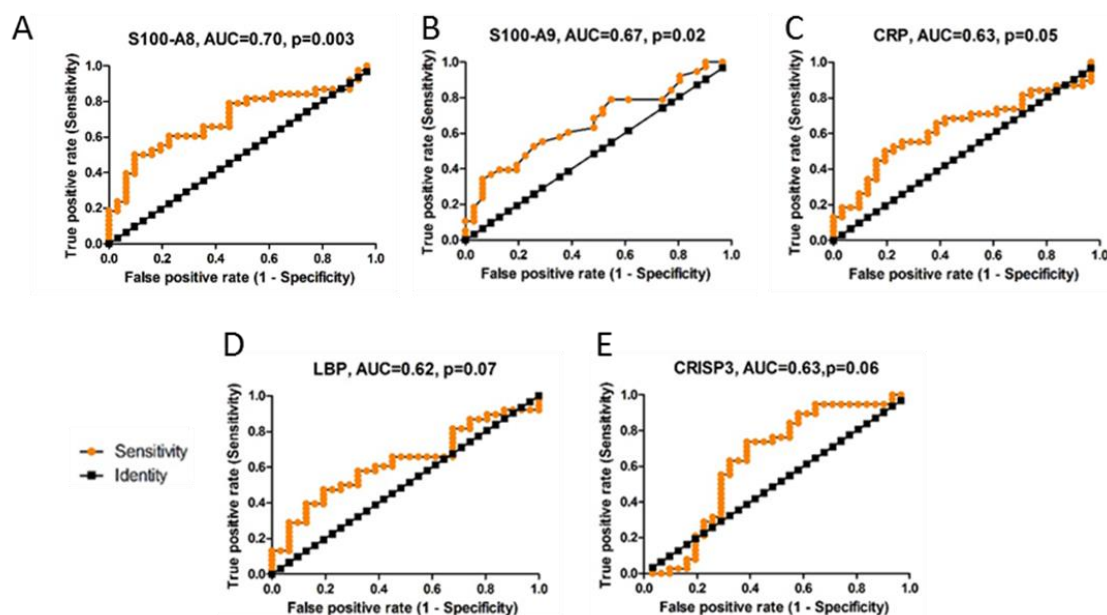 A
S100-A8, AUC=0.70, p=0.003
True positive rate (Sensitivity)
1.0
0.8
0.6
0.4
0.2
0.0
0.0 0.2 0.4 0.6 0.8 1.0
False positive rate (1 - Specificity)
B
S100-A9, AUC=0.67, p=0.02
True positive rate (Sensitivity)
1.0
0.8
0.6
0.4
0.2
0.0
0.0 0.2 0.4 0.6 0.8 1.0
False positive rate (1 - Specificity)
C
CRP, AUC=0.63, p=0.05
True positive rate (Sensitivity)
1.0
0.8
0.6
0.4
0.2
0.0
0.0 0.2 0.4 0.6 0.8 1.0
False positive rate (1 - Specificity)
Sensitivity
Identity
D
LBP, AUC=0.62, p=0.07
True positive rate (Sensitivity)
1.0
0.8
0.6
0.4
0.2
0.0
0.0 0.2 0.4 0.6 0.8 1.0
False positive rate (1 - Specificity)
E
CRISP3, AUC=0.63,p=0.06
True positive rate (Sensitivity)
1.0
0.8
0.6
0.4
0.2
0.0
0.0 0.2 0.4 0.6 0.8 1.0
False positive rate (1 - Specificity)